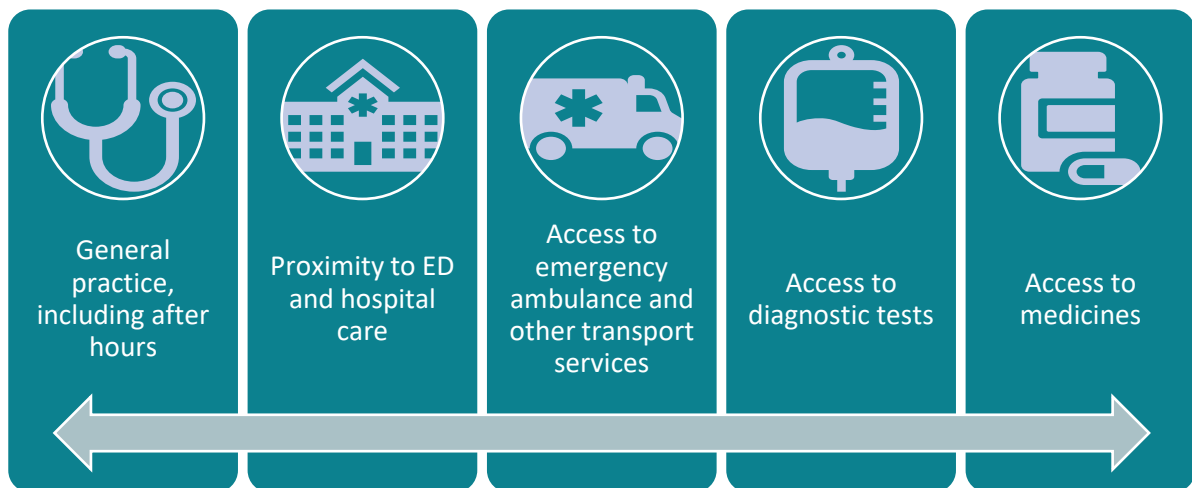 General
practice,
including after
hours
Proximity to ED
and hospital
care
Access to
emergency
ambulance and
other transport
services
Access to
diagnostic tests
Access to
medicines